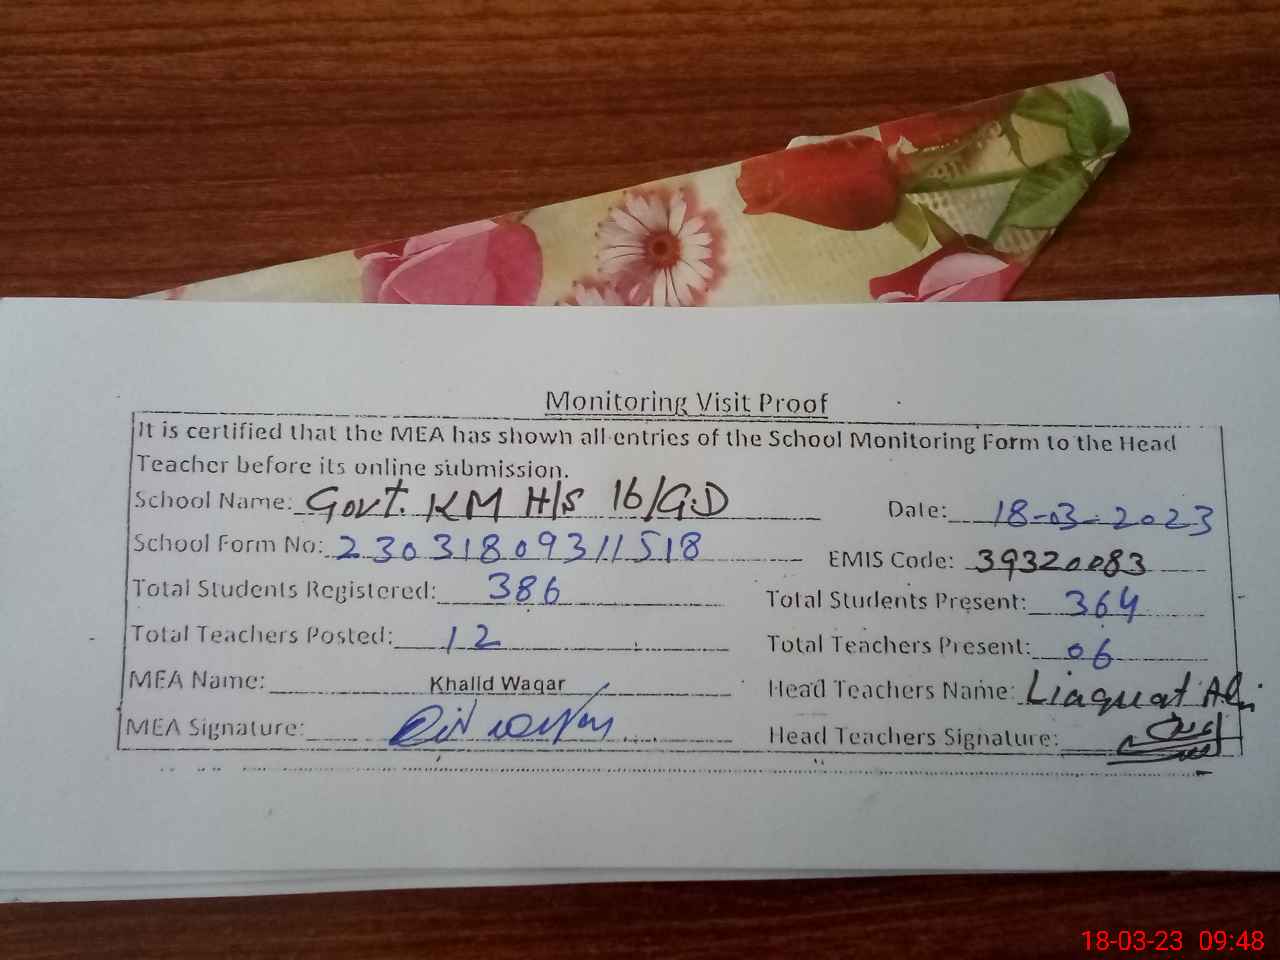 Monitoring Visit Proof
It is certified that the MEA has shown all entries of the School Monitoring Form to the Head
Teacher before its online submission.
School Name: Govt. KM H/S 16/G.D Date: 18-03-2023
School Form No: 23031809311518 EMIS Code: 39320083
Total Students Registered: 386 Total Students Present: 364
Total Teachers Posted: 12 Total Teachers Present: 06
MEA Name: Khalid Waqar Head Teachers Name: Liaquat Ali
MEA Signature: Head Teachers Signature:
18-03-23 09:48